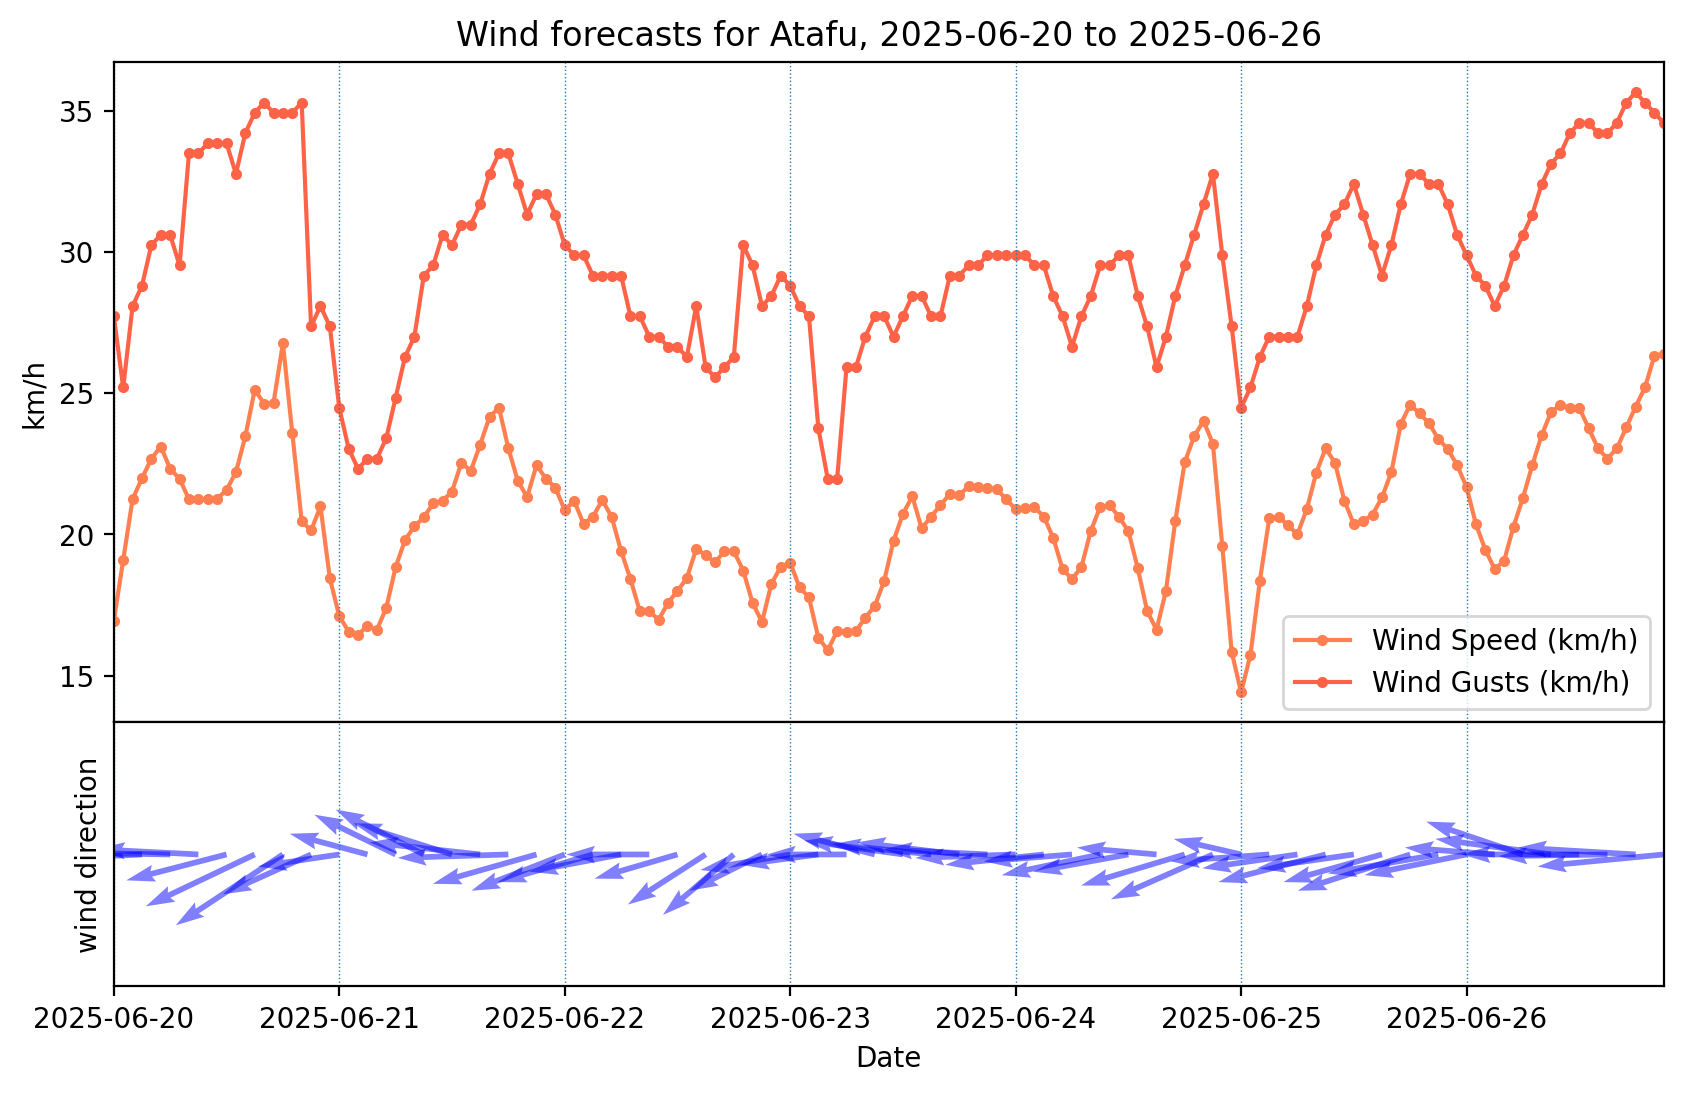 Wind forecasts for Atafu, 2025-06-20 to 2025-06-26
35
30
25
20
15
km/h
Wind Speed (km/h)
Wind Gusts (km/h)
wind direction
2025-06-20 2025-06-21 2025-06-22 2025-06-23 2025-06-24 2025-06-25 2025-06-26
Date